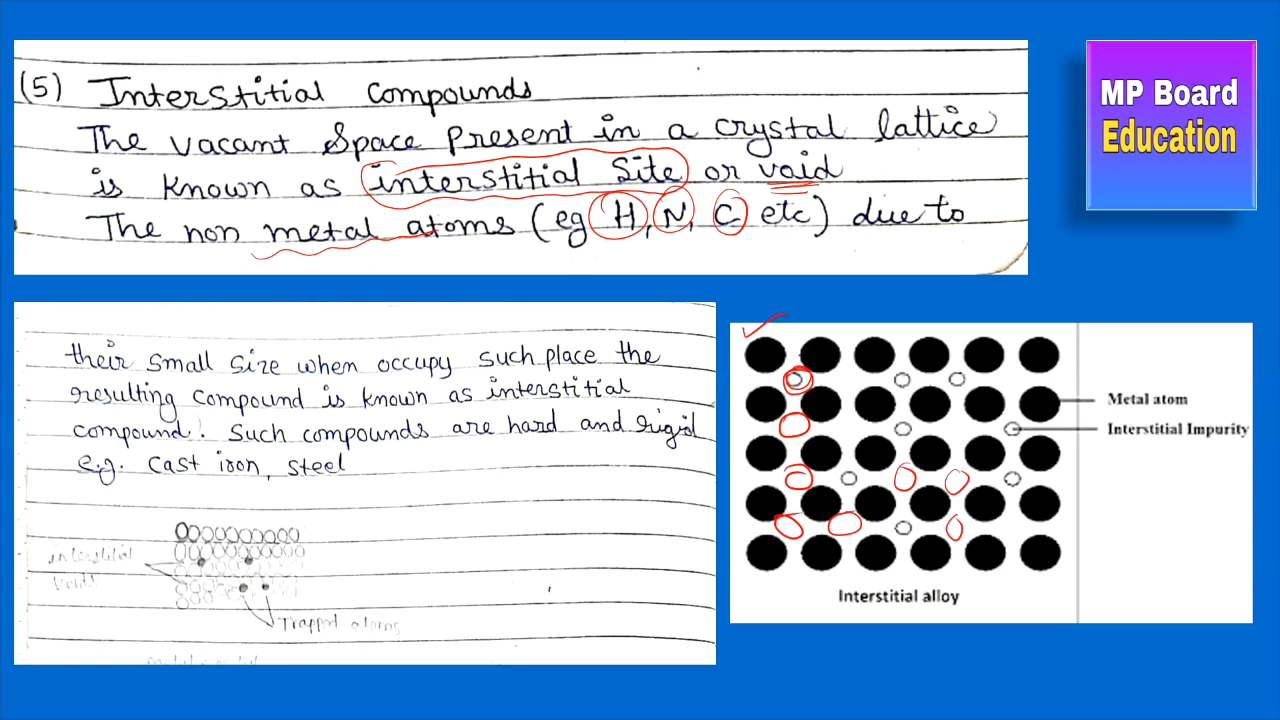 (5) Interstitial compounds
The vacant Space Present in a crystal lattice
is known as interstitial Site or void
The non metal atoms (eg H, N, C etc) due to
MP Board
Education
their small size when occupy such place the
resulting compound is known as interstitial
compound. Such compounds are hard and rigid
e.g. cast iron, steel
interstitial
voids
Trapped atoms
Metal atom
Interstitial Impurity
Interstitial alloy